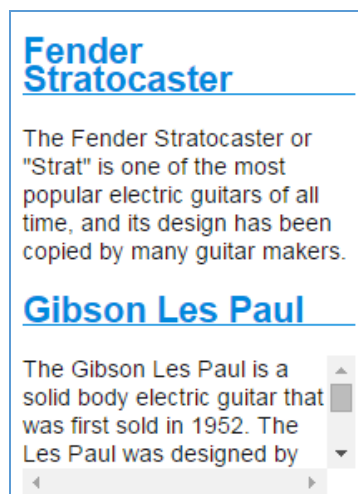 Fender
Stratocaster
The Fender Stratocaster or
"Strat" is one of the most
popular electric guitars of all
time, and its design has been
copied by many guitar makers.
Gibson Les Paul
The Gibson Les Paul is a
solid body electric guitar that
was first sold in 1952. The
Les Paul was designed by